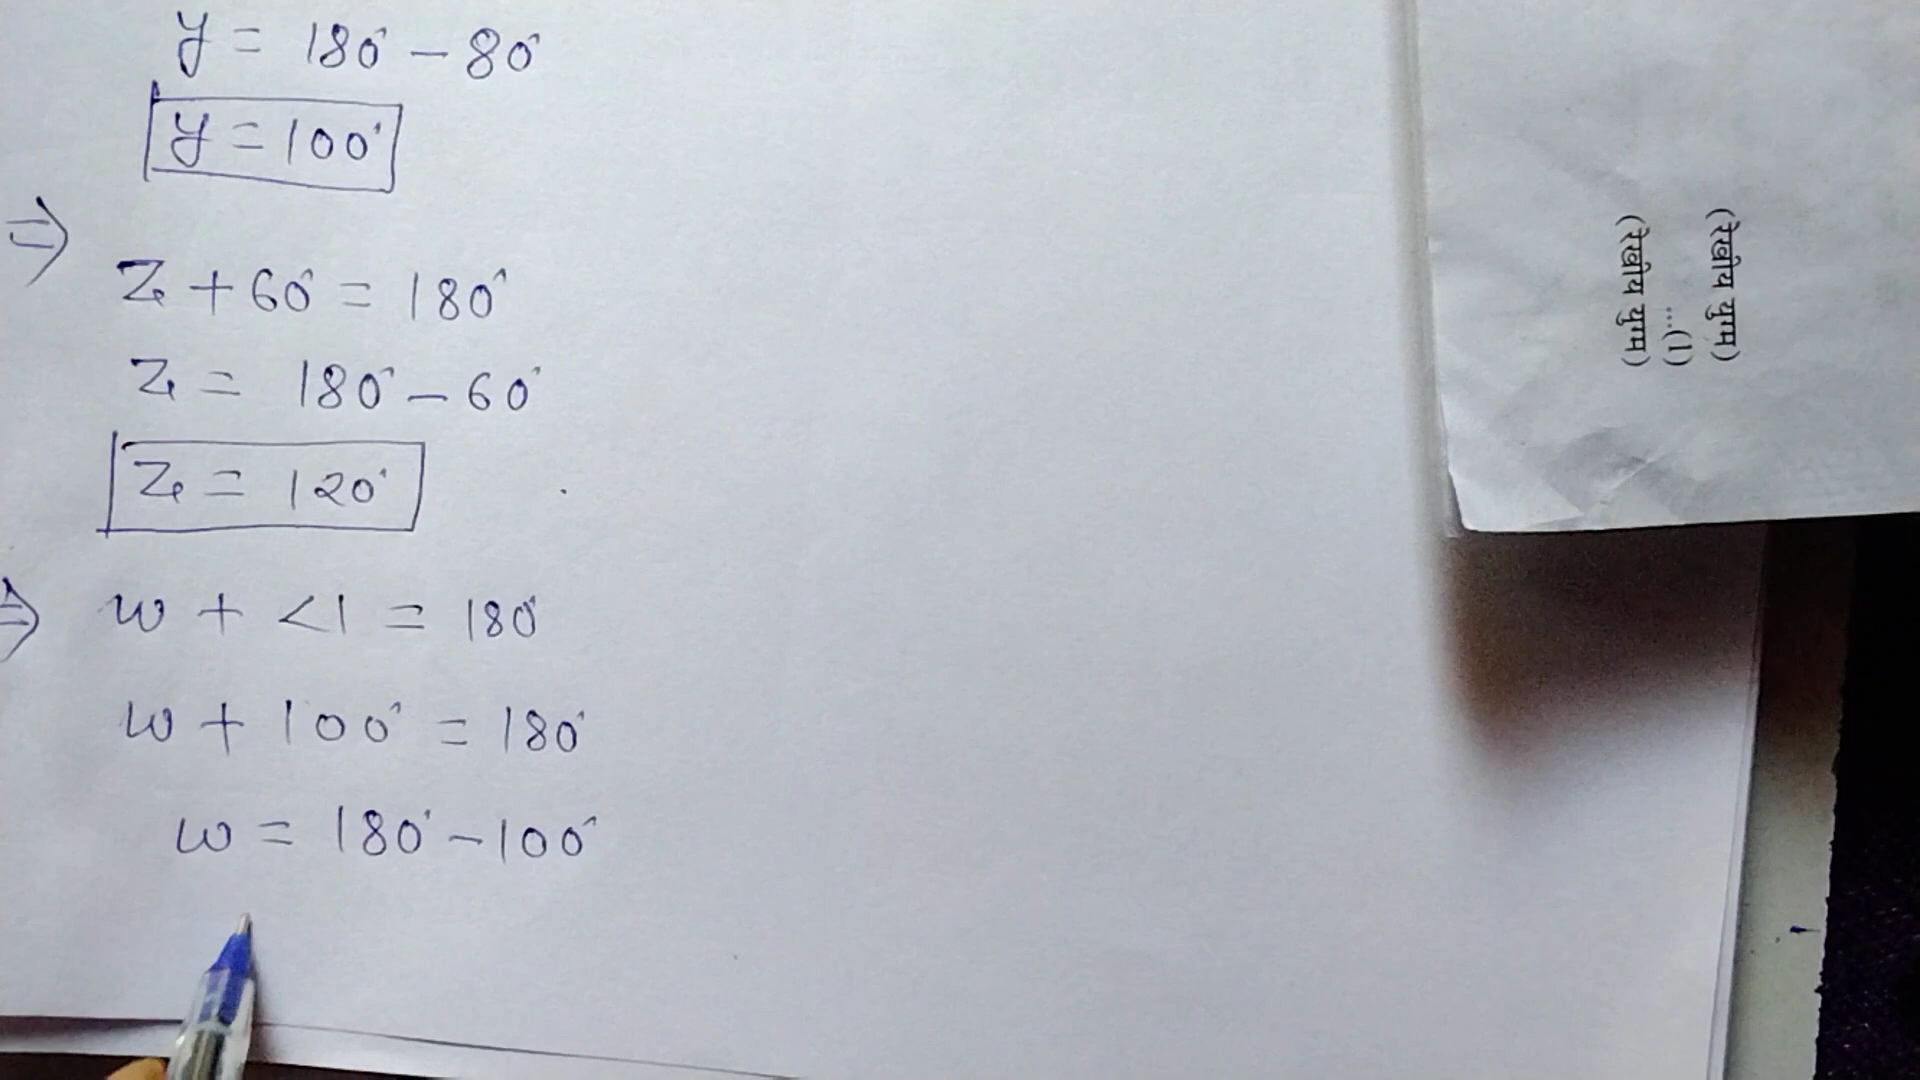 y = 180° - 80°
y = 100°
⇒
z + 60° = 180°
z = 180° - 60°
z = 120°
⇒ w + <1 = 180°
w + 100° = 180°
w = 180° - 100°
(रेखीय युग्म)
...(1)
(रेखीय युग्म)